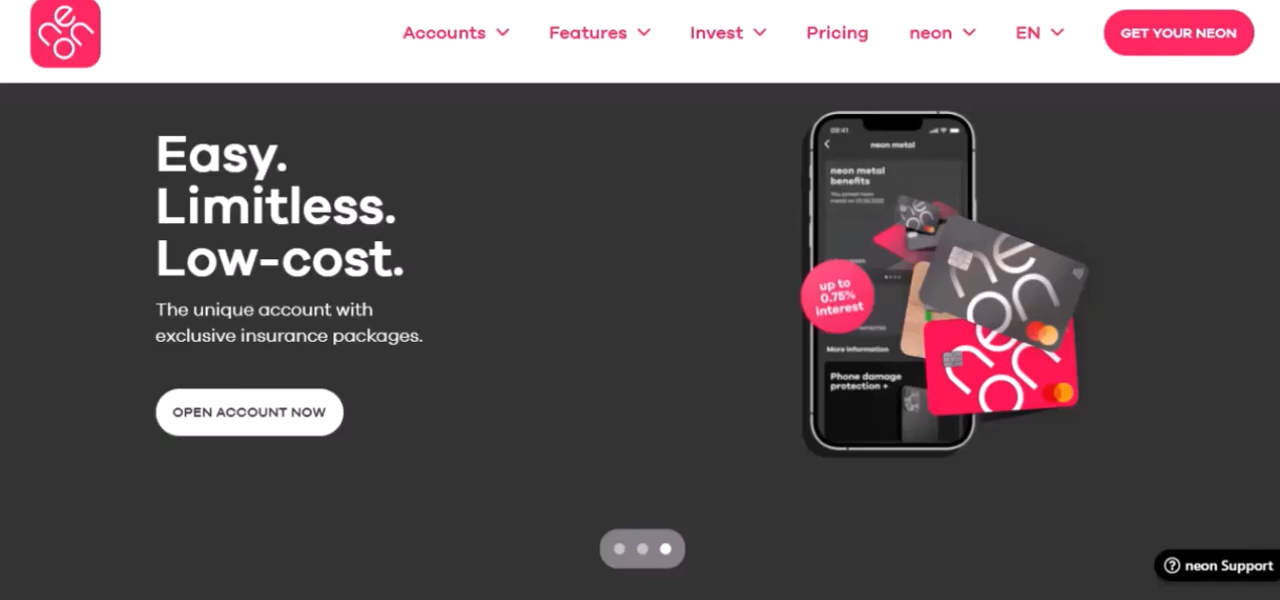 neon
Accounts
Features
Invest
Pricing
neon
EN
GET YOUR NEON
Easy.
Limitless.
Low-cost.
The unique account with
exclusive insurance packages.
OPEN ACCOUNT NOW
09:41
neon metal
neon metal
benefits
up to
0.75%
interest
More information
Phone damage
protection +
neon
neon
neon Support